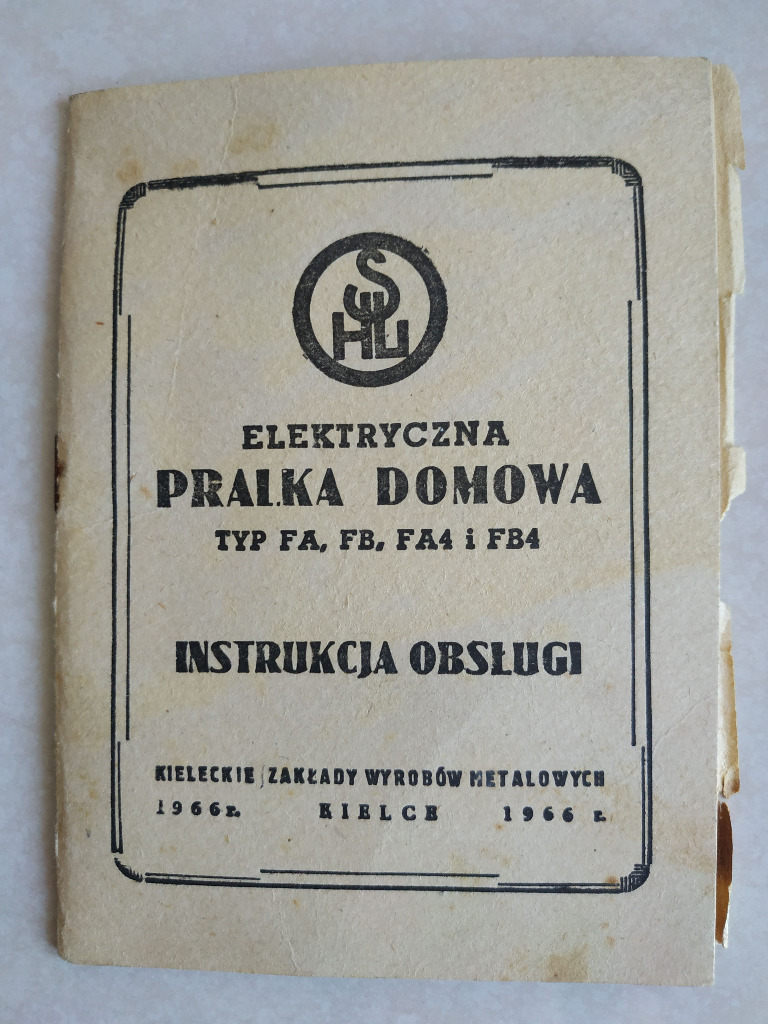 ELEKTRYCZNA
PRALKA DOMOWA
TYP FA, FB, FA4 i FB4
INSTRUKCJA OBSŁUGI
KIELECKIE ZAKŁADY WYROBÓW METALOWYCH
1966 r. KIELCE 1966 r.